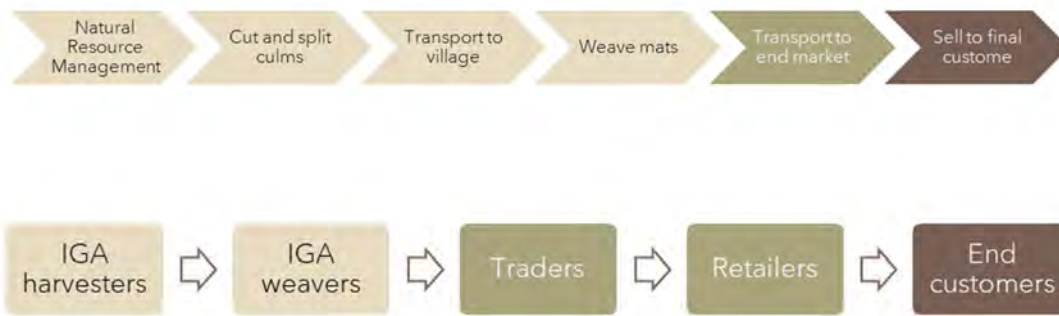 Natural
Resource
Management
Cut and split
culms
Transport to
village
Weave mats
Transport to
end market
Sell to final
custome
IGA
harvesters
IGA
weavers
Traders
Retailers
End
customers